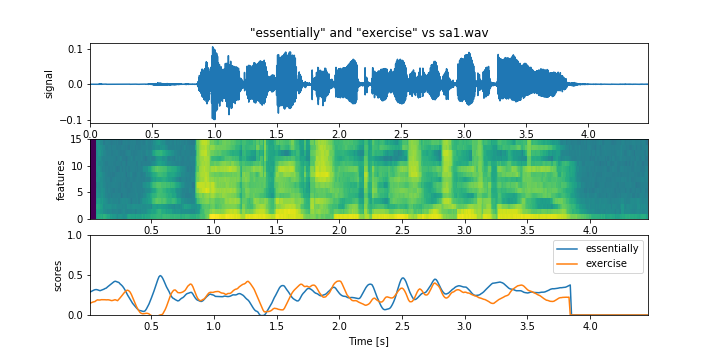 "essentially" and "exercise" vs sa1.wav
0.1
0.0
−0.1
signal
0.0 0.5 1.0 1.5 2.0 2.5 3.0 3.5 4.0
15
10
5
0
features
0.5 1.0 1.5 2.0 2.5 3.0 3.5 4.0
1.0
0.5
0.0
scores
essentially
exercise
0.5 1.0 1.5 2.0 2.5 3.0 3.5 4.0
Time [s]